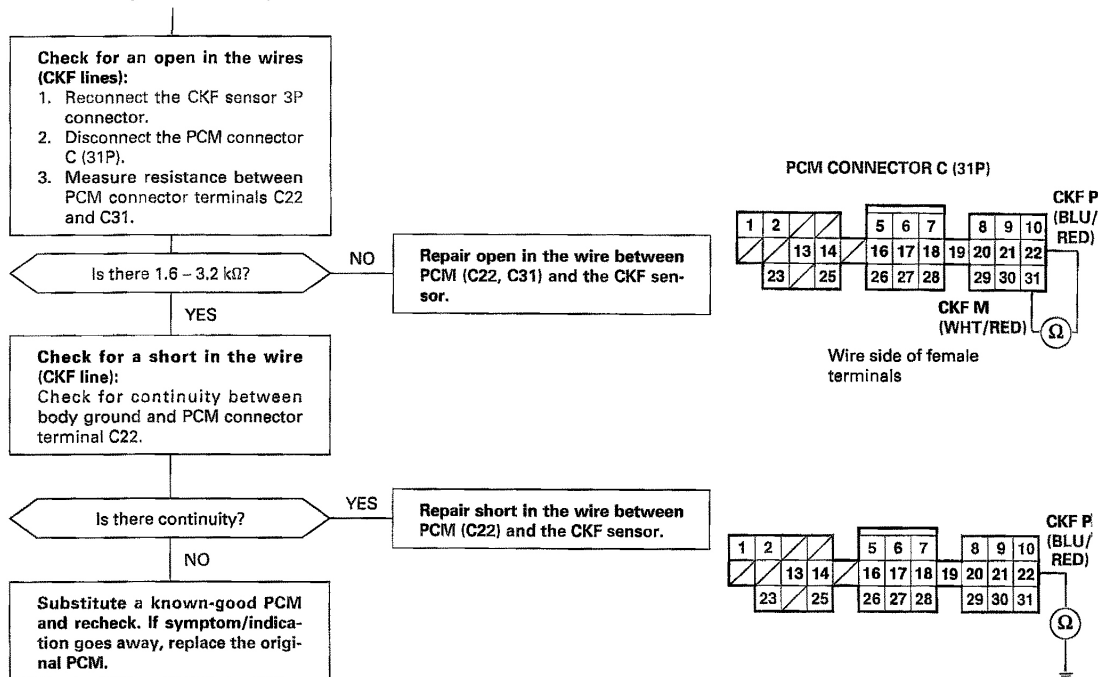 Check for an open in the wires
(CKF lines):
1. Reconnect the CKF sensor 3P
connector.
2. Disconnect the PCM connector
C (31P).
3. Measure resistance between
PCM connector terminals C22
and C31.
Is there 1.6 – 3.2 kΩ?
NO
Repair open in the wire between
PCM (C22, C31) and the CKF sen-
sor.
YES
Check for a short in the wire
(CKF line):
Check for continuity between
body ground and PCM connector
terminal C22.
Is there continuity?
YES
Repair short in the wire between
PCM (C22) and the CKF sensor.
NO
Substitute a known-good PCM
and recheck. If symptom/indica-
tion goes away, replace the origi-
nal PCM.
PCM CONNECTOR C (31P)
CKF P
(BLU/
RED)
1 2 5 6 7 8 9 10
13 14 16 17 18 19 20 21 22
23 25 26 27 28 29 30 31
CKF M
(WHT/RED)
Ω
Wire side of female
terminals
CKF P
(BLU/
RED)
1 2 5 6 7 8 9 10
13 14 16 17 18 19 20 21 22
23 25 26 27 28 29 30 31
Ω